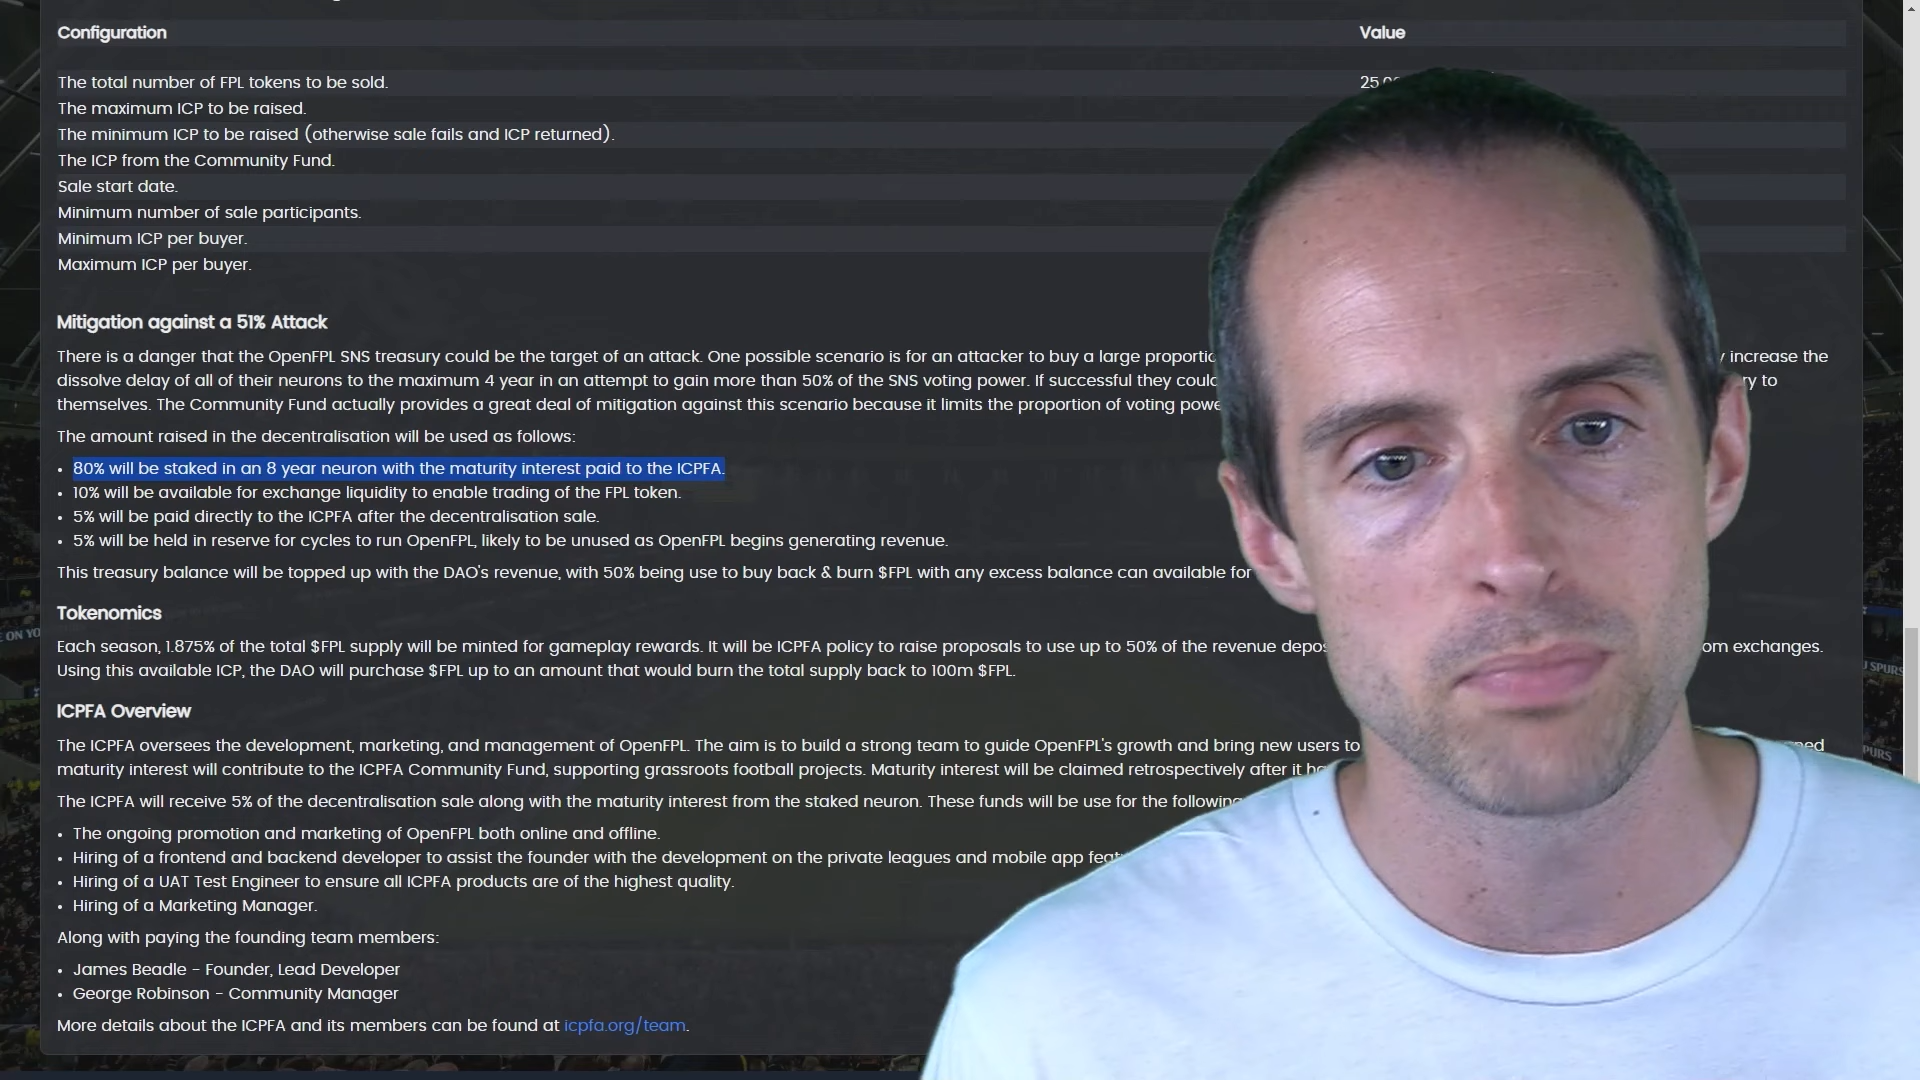 Configuration Value
The total number of FPL tokens to be sold.
The maximum ICP to be raised.
The minimum ICP to be raised (otherwise sale fails and ICP returned).
The ICP from the Community Fund.
Sale start date.
Minimum number of sale participants.
Minimum ICP per buyer.
Maximum ICP per buyer.
Mitigation against a 51% Attack
There is a danger that the OpenFPL SNS treasury could be the target of an attack. One possible scenario is for an attacker to buy a large increase the
dissolve delay of all of their neurons to the maximum 4 year in an attempt to gain more than 50% of the SNS voting power. If successful they to
themselves. The Community Fund actually provides a great deal of mitigation against this scenario because it limits the proportion of voting
The amount raised in the decentralisation will be used as follows:
• 80% will be staked in an 8 year neuron with the maturity interest paid to the ICPFA.
• 10% will be available for exchange liquidity to enable trading of the FPL token.
• 5% will be paid directly to the ICPFA after the decentralisation sale.
• 5% will be held in reserve for cycles to run OpenFPL, likely to be unused as OpenFPL begins generating revenue.
This treasury balance will be topped up with the DAO's revenue, with 50% being use to buy back & burn $FPL with any excess balance can available for
Tokenomics
Each season, 1.875% of the total $FPL supply will be minted for gameplay rewards. It will be ICPFA policy to raise proposals to use up to 50% of the revenue exchanges.
Using this available ICP, the DAO will purchase $FPL up to an amount that would burn the total supply back to 100m $FPL.
ICPFA Overview
The ICPFA oversees the development, marketing, and management of OpenFPL. The aim is to build a strong team to guide OpenFPL's growth and bring new users to
maturity interest will contribute to the ICPFA Community Fund, supporting grassroots football projects. Maturity interest will be claimed retrospectively after it
The ICPFA will receive 5% of the decentralisation sale along with the maturity interest from the staked neuron. These funds will be use for the
• The ongoing promotion and marketing of OpenFPL both online and offline.
• Hiring of a frontend and backend developer to assist the founder with the development on the private leagues and mobile app
• Hiring of a UAT Test Engineer to ensure all ICPFA products are of the highest quality.
• Hiring of a Marketing Manager.
Along with paying the founding team members:
• James Beadle - Founder, Lead Developer
• George Robinson - Community Manager
More details about the ICPFA and its members can be found at icpfa.org/team.